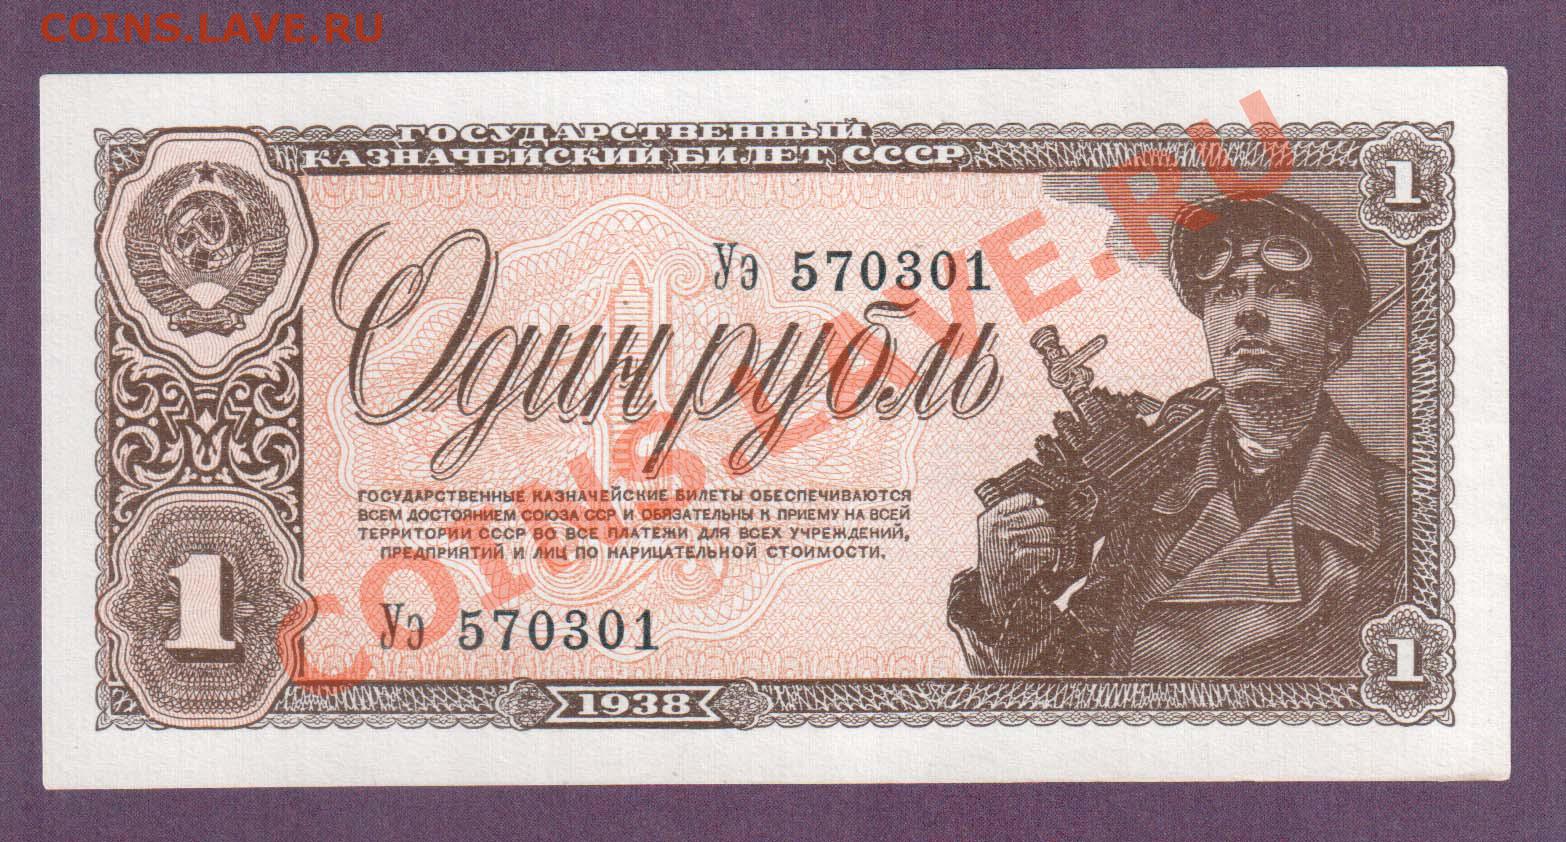 COINS.LAVE.RU
ГОСУДАРСТВЕННЫЙ
КАЗНАЧЕЙСКИЙ БИЛЕТ СССР
1
Уэ 570301
Один рубль
ГОСУДАРСТВЕННЫЕ КАЗНАЧЕЙСКИЕ БИЛЕТЫ ОБЕСПЕЧИВАЮТСЯ
ВСЕМ ДОСТОЯНИЕМ СОЮЗА ССР И ОБЯЗАТЕЛЬНЫ К ПРИЕМУ НА ВСЕЙ
ТЕРРИТОРИИ СССР ВО ВСЕ ПЛАТЕЖИ ДЛЯ ВСЕХ УЧРЕЖДЕНИЙ,
ПРЕДПРИЯТИЙ И ЛИЦ ПО НАРИЦАТЕЛЬНОЙ СТОИМОСТИ.
1
Уэ 570301
1
1938
COINS.LAVE.RU